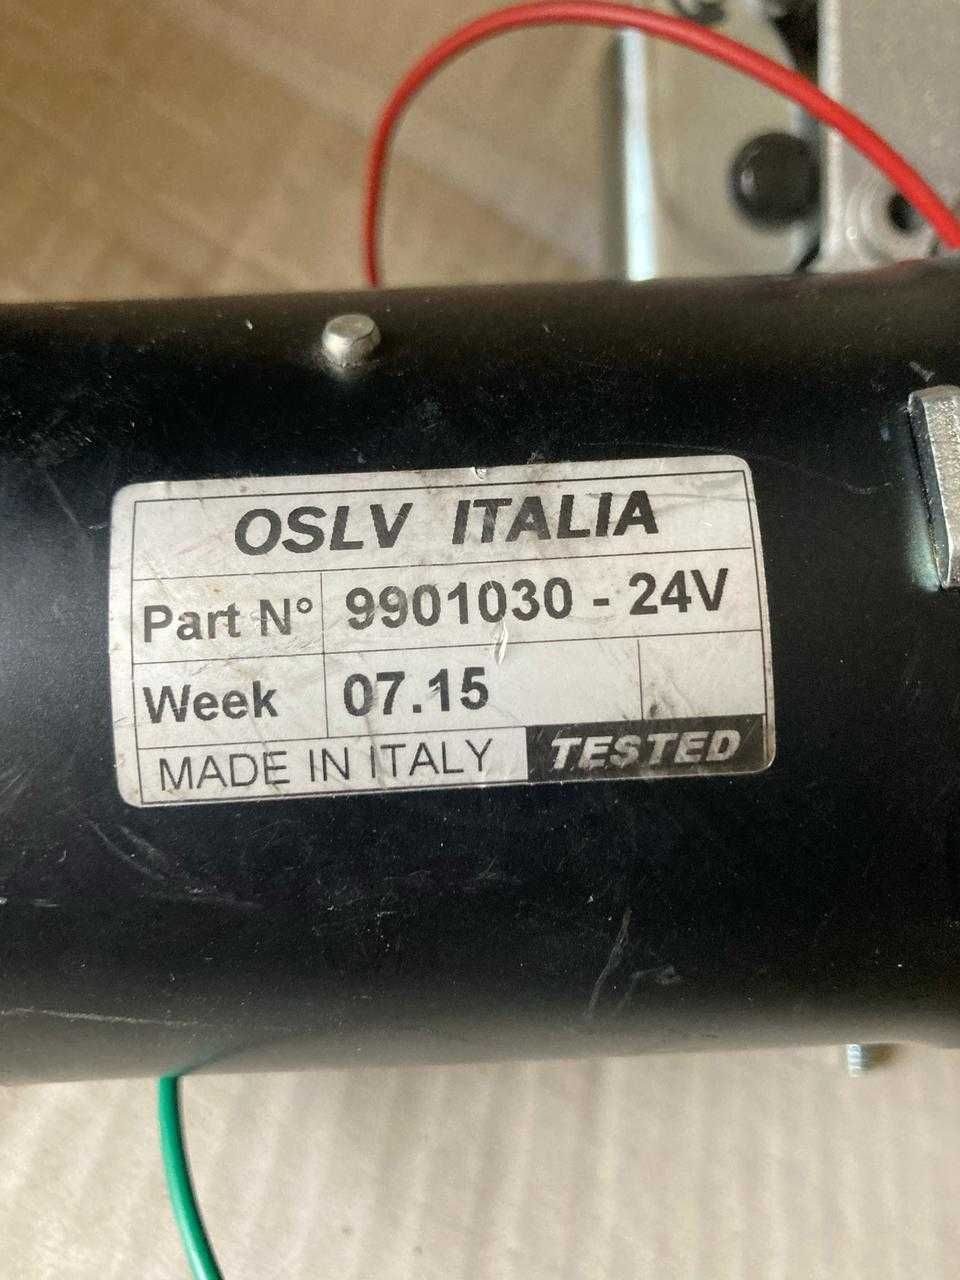 OSLV ITALIA
Part N° 9901030 - 24V
Week 07.15
MADE IN ITALY TESTED